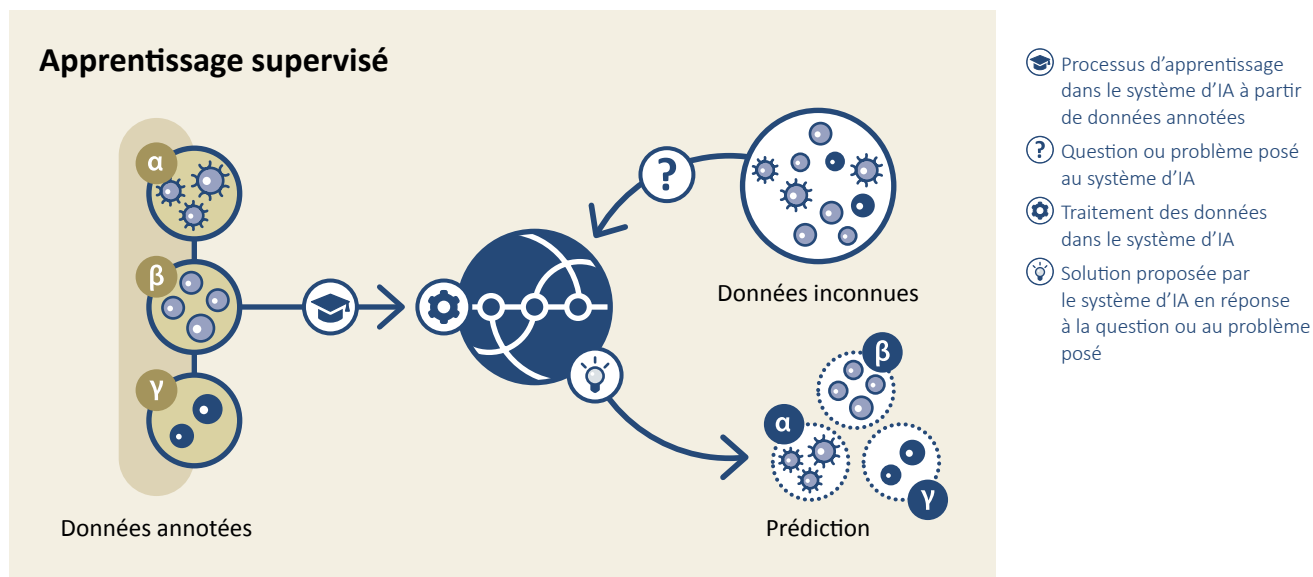 Apprentissage supervisé
α
β
γ
Données annotées
?
Données inconnues
β
α
γ
Prédiction
Processus d’apprentissage
dans le système d’IA à partir
de données annotées
? Question ou problème posé
au système d’IA
Traitement des données
dans le système d’IA
Solution proposée par
le système d’IA en réponse
à la question ou au problème
posé